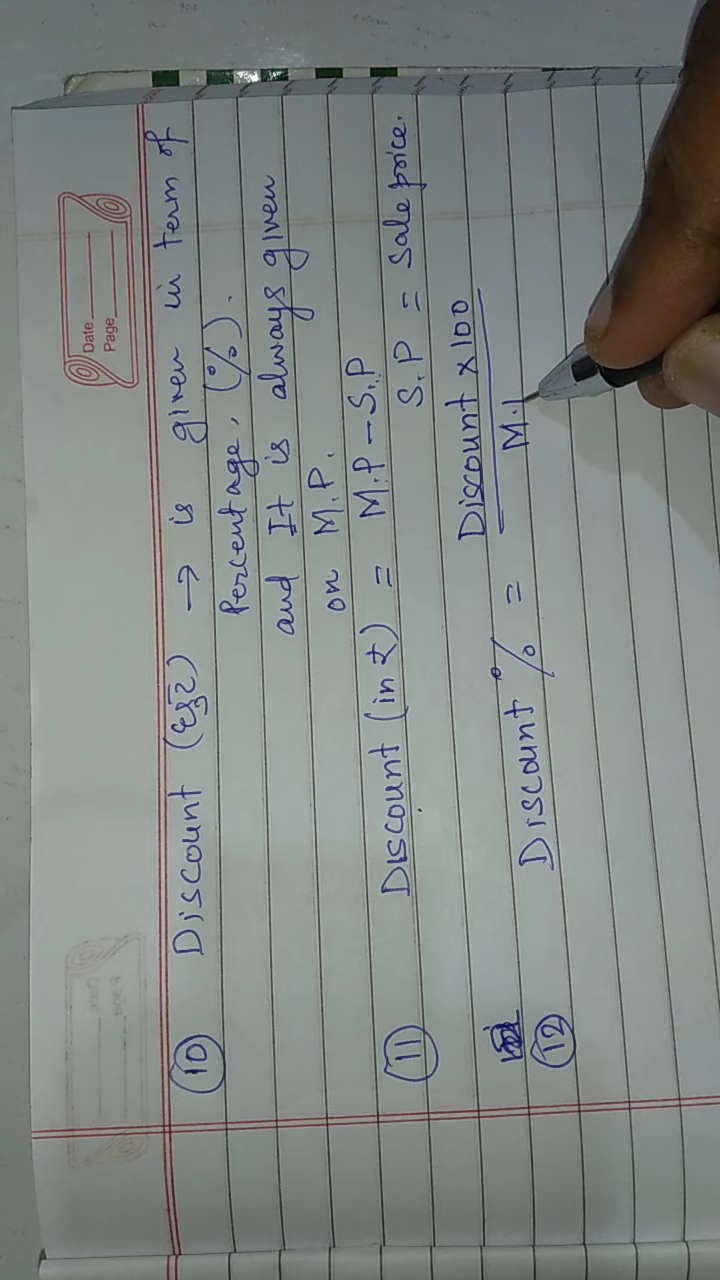 Date
Page
(10) Discount (छूट) → is given in term of
Percentage, (%).
and It is always given
on M.P.
(11) Discount (in ₹) = M.P - S.P
S.P = Sale price.
(12) Discount % = Discount x 100
M.